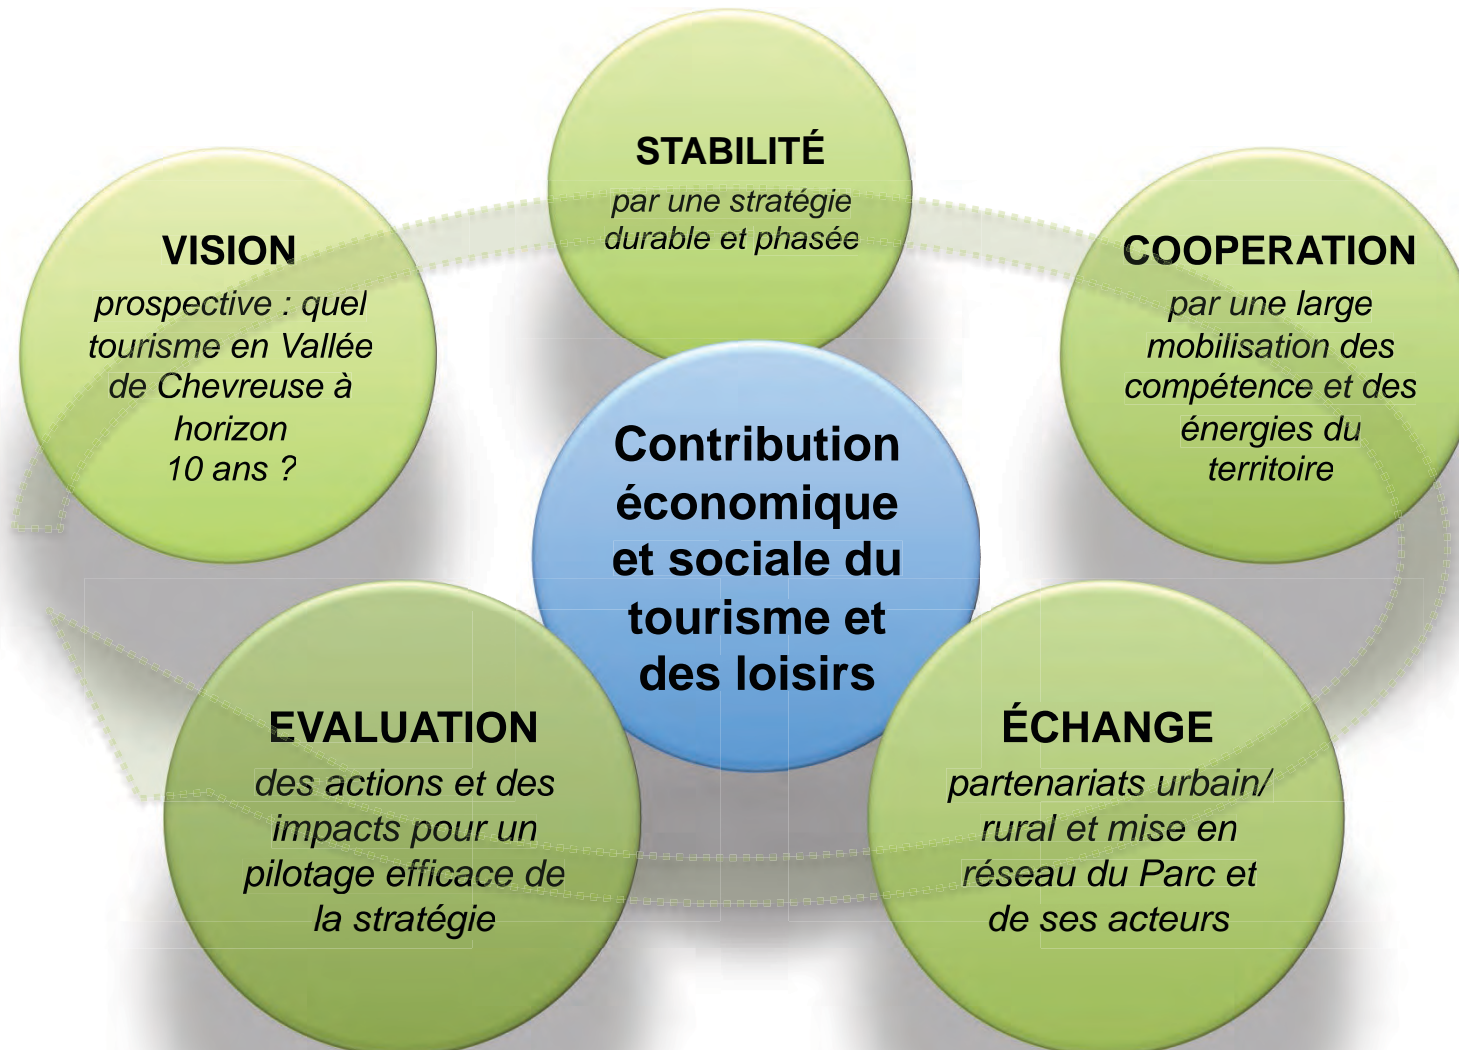 STABILITÉ
par une stratégie
durable et phasée
VISION
prospective : quel
tourisme en Vallée
de Chevreuse à
horizon
10 ans ?
COOPERATION
par une large
mobilisation des
compétence et des
énergies du
territoire
Contribution
économique
et sociale du
tourisme et
des loisirs
EVALUATION
des actions et des
impacts pour un
pilotage efficace de
la stratégie
ÉCHANGE
partenariats urbain/
rural et mise en
réseau du Parc et
de ses acteurs